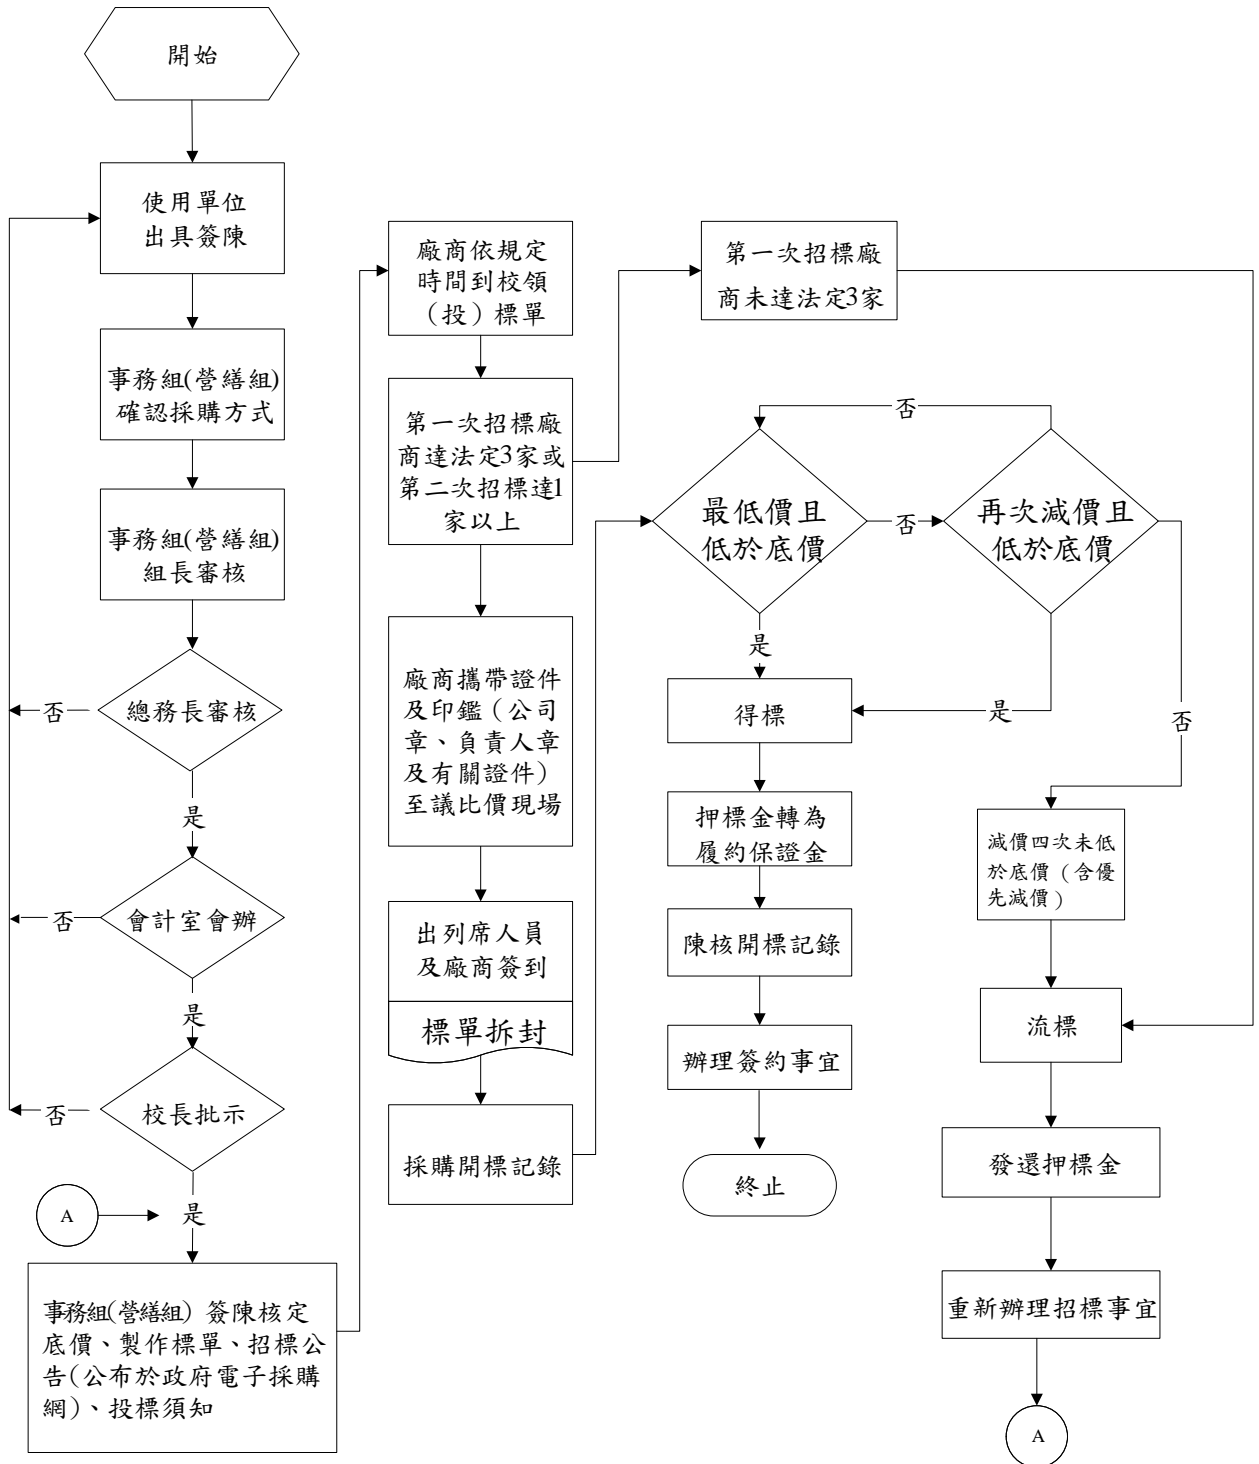 開始
使用單位
出具簽陳
事務組(營繕組)
確認採購方式
事務組(營繕組)
組長審核
總務長審核
否
是
會計室會辦
否
是
校長批示
否
A
是
事務組(營繕組) 簽陳核定
底價、製作標單、招標公
告(公布於政府電子採購
網)、投標須知
廠商依規定
時間到校領
（投）標單
第一次招標廠
商達法定3家或
第二次招標達1
家以上
廠商攜帶證件
及印鑑（公司
章、負責人章
及有關證件）
至議比價現場
出列席人員
及廠商簽到
標單拆封
採購開標記錄
第一次招標廠
商未達法定3家
否
最低價且
低於底價
否
再次減價且
低於底價
是
得標
是
否
押標金轉為
履約保證金
陳核開標記錄
辦理簽約事宜
終止
減價四次未低
於底價（含優
先減價）
流標
發還押標金
重新辦理招標事宜
A